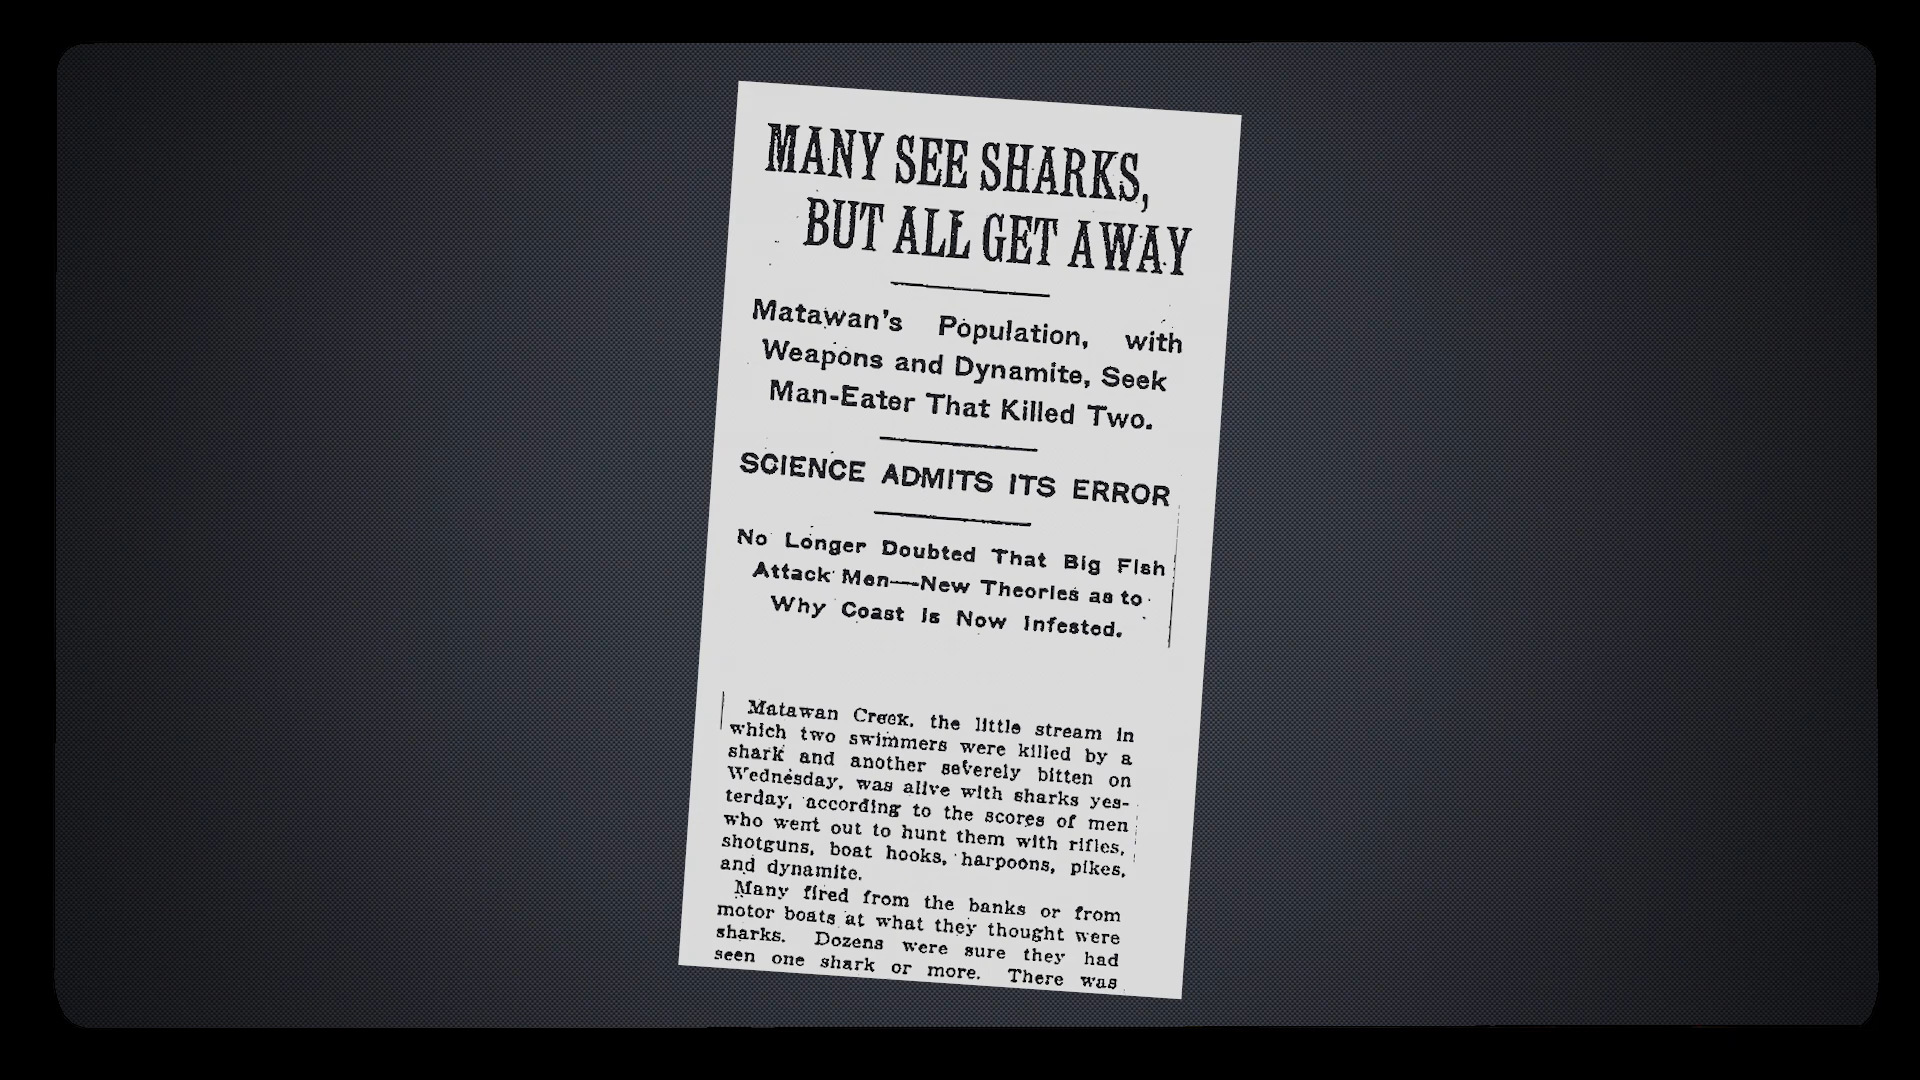 MANY SEE SHARKS,
BUT ALL GET AWAY
Matawan's Population, with
Weapons and Dynamite, Seek
Man-Eater That Killed Two.
SCIENCE ADMITS ITS ERROR
No Longer Doubted That Big Fish
Attack Men—New Theories as to
Why Coast Is Now Infested.
Matawan Creek, the little stream in
which two swimmers were killed by a
shark and another severely bitten on
Wednesday, was alive with sharks yes-
terday, according to the scores of men
who went out to hunt them with rifles,
shotguns, boat hooks, harpoons, pikes,
and dynamite.
Many fired from the banks or from
motor boats at what they thought were
sharks. Dozens were sure they had
seen one shark or more. There was